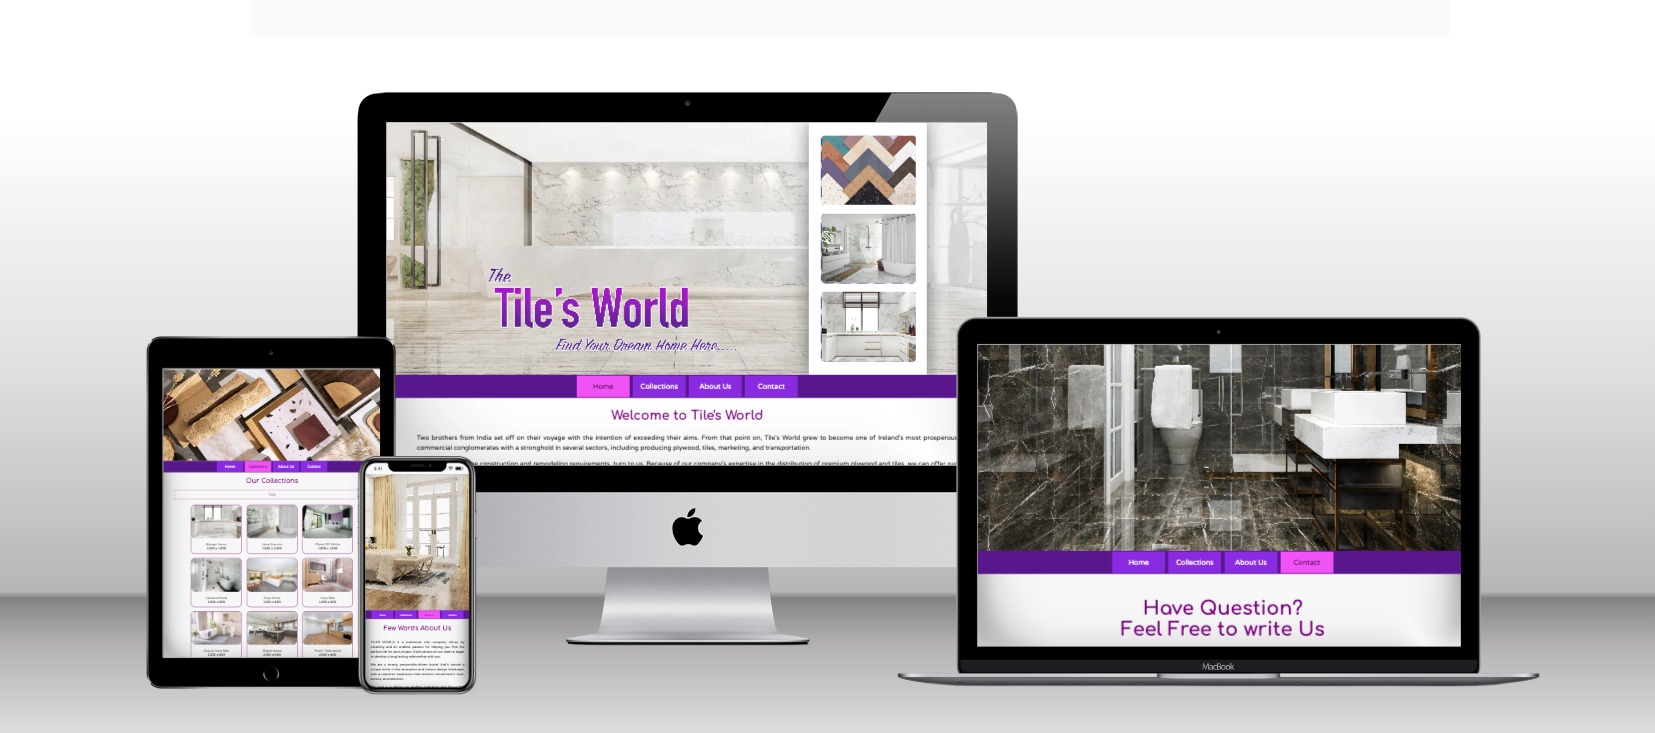 The
Tile's World
Find Your Dream Home Here.....
Home
Collections
About Us
Contact
Welcome to Tile's World
Two brothers from India set off on their voyage with the intention of exceeding their aims. From that point on, Tile's World grew to become one of Ireland's most prosperous
commercial conglomerates with a stronghold in several sectors, including producing plywood, tiles, marketing, and transportation.
construction and remodeling requirements, turn to us. Because of our company's expertise in the distribution of premium plywood and tiles, we can offer
Home
Collections
About Us
Contact
Our Collections
Tiles
9:41
Few Words About Us
Home
Collections
About Us
Contact
Have Question?
Feel Free to write Us
MacBook